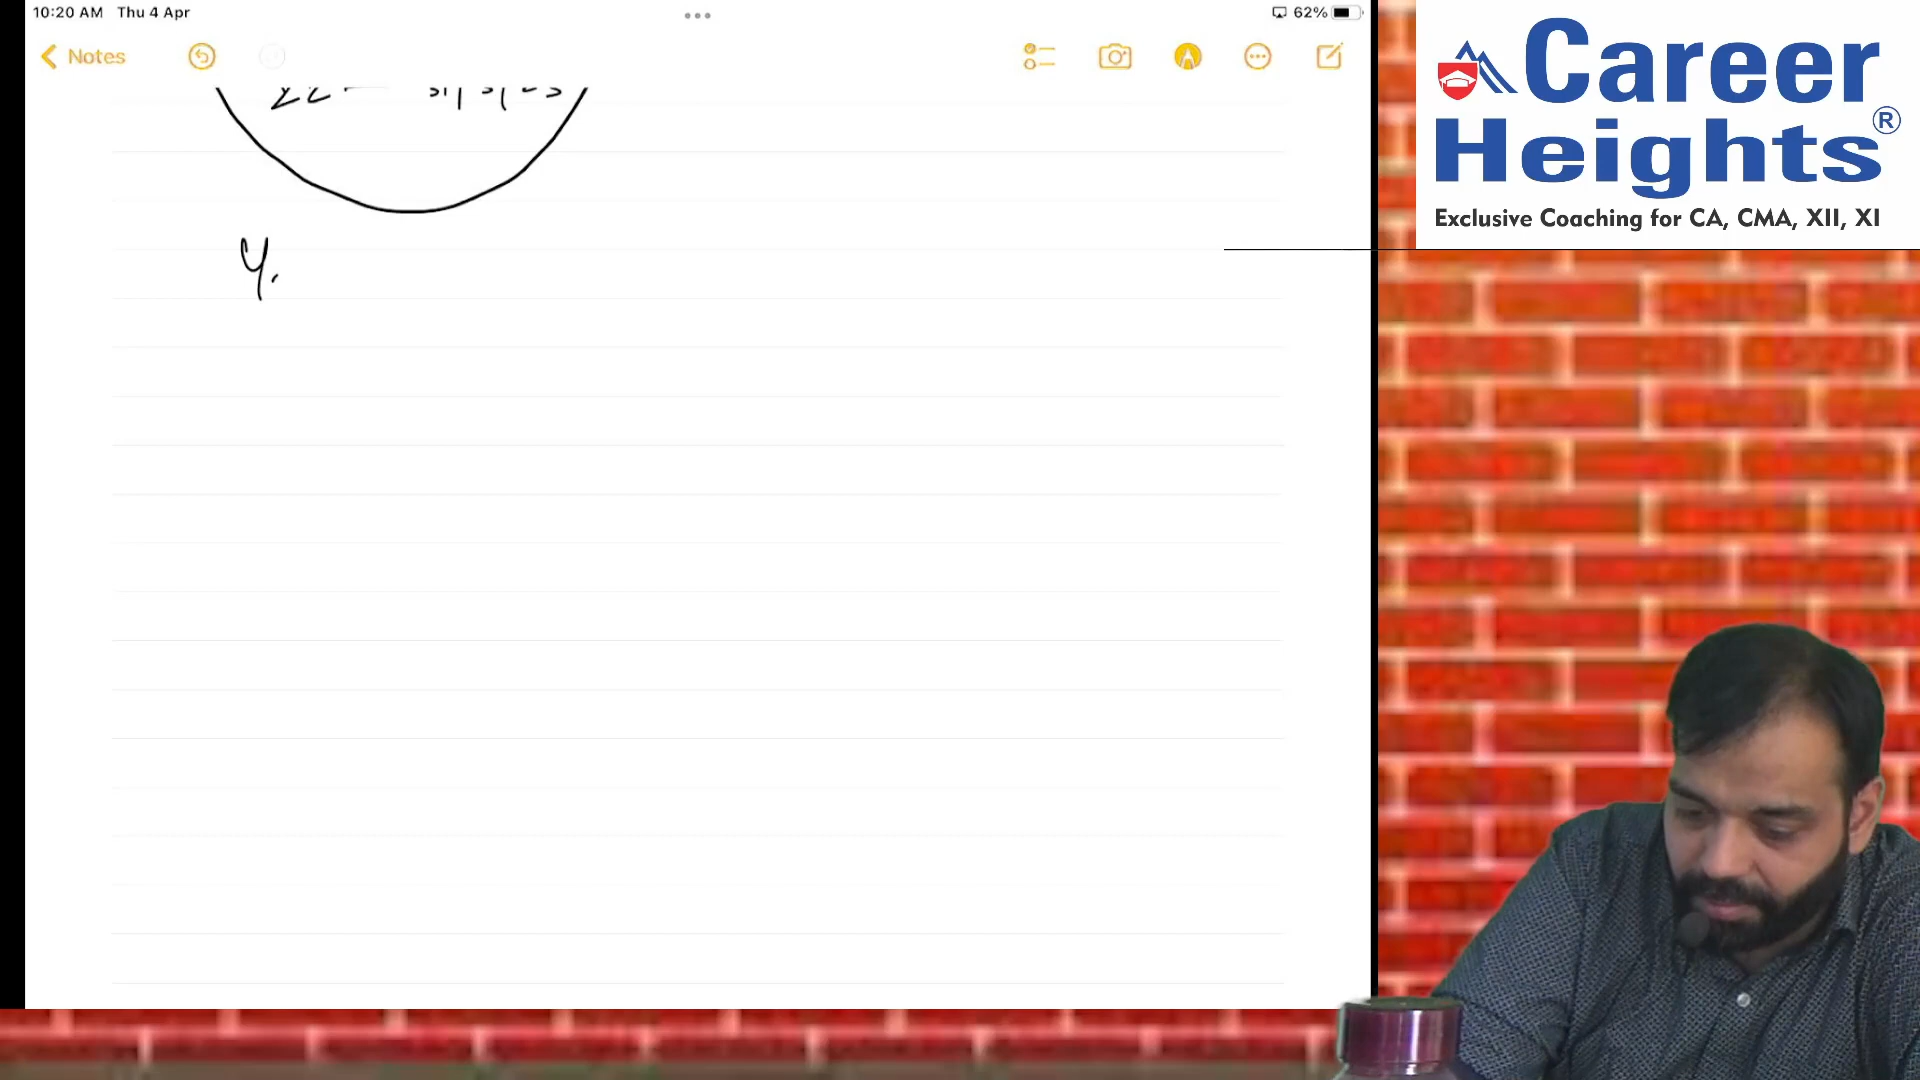 10:20 AM Thu 4 Apr
62%
Notes
Career
Heights®
Exclusive Coaching for CA, CMA, XII, XI
4.